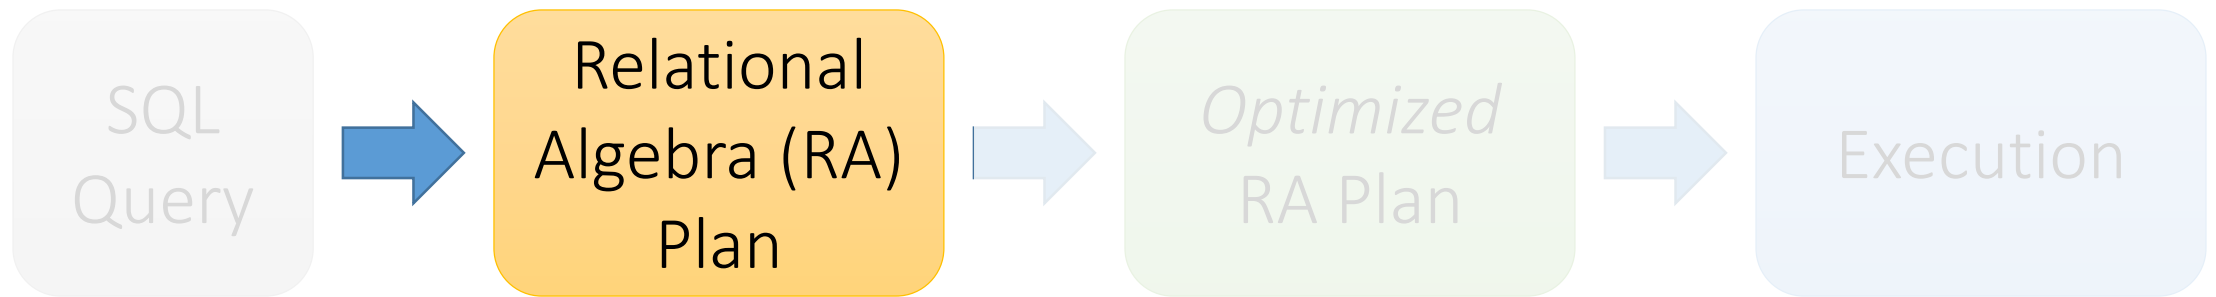 SQL
Query
Relational
Algebra (RA)
Plan
Optimized
RA Plan
Execution